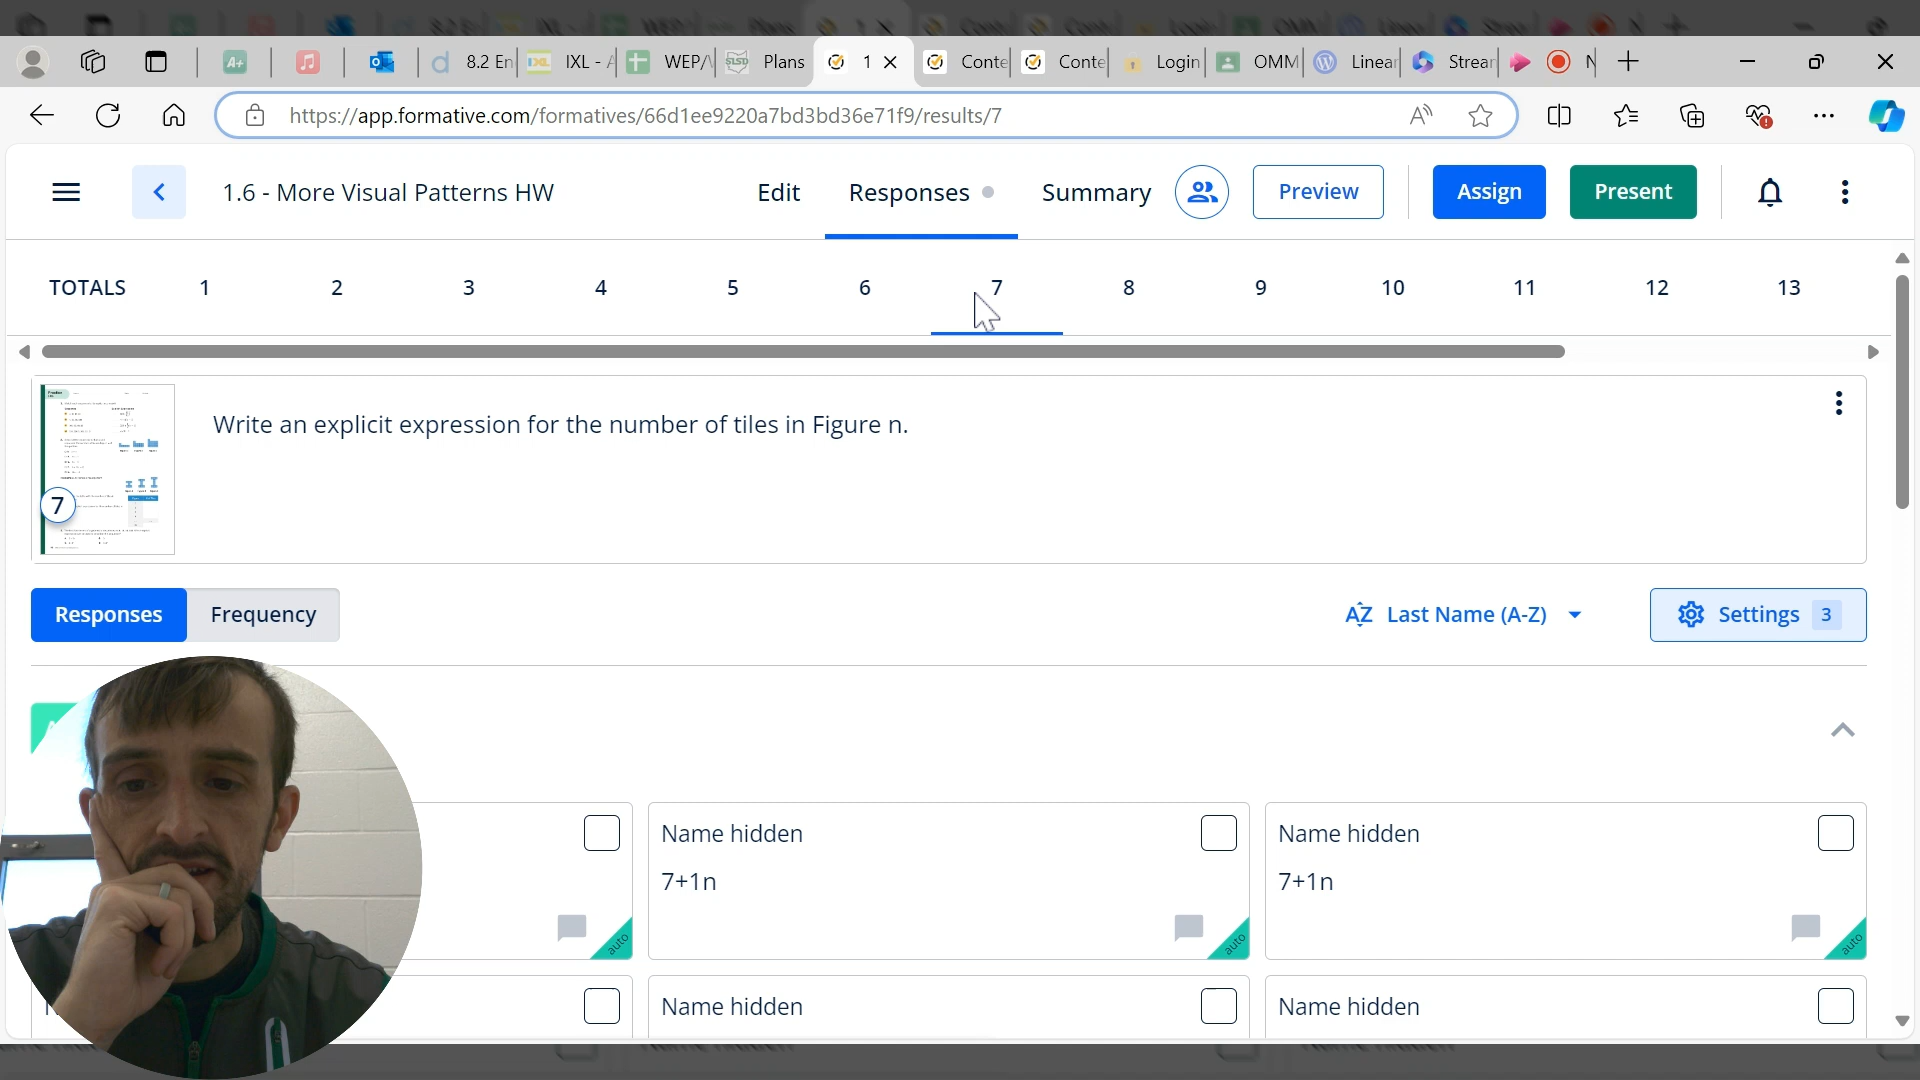 A+
8.2 En
IXL - A
WEP/W
SLSD
Plans
1
Conte
Conte
Login
OMM
Linear
Stream
N
https://app.formative.com/formatives/66d1ee9220a7bd3bd36e71f9/results/7
1.6 - More Visual Patterns HW
Edit
Responses
Summary
Preview
Assign
Present
TOTALS
1
2
3
4
5
6
7
8
9
10
11
12
13
Write an explicit expression for the number of tiles in Figure n.
7
Responses
Frequency
AZ
Last Name (A-Z)
Settings
3
Name hidden
Name hidden
7+1n
7+1n
auto
auto
auto
Name hidden
Name hidden